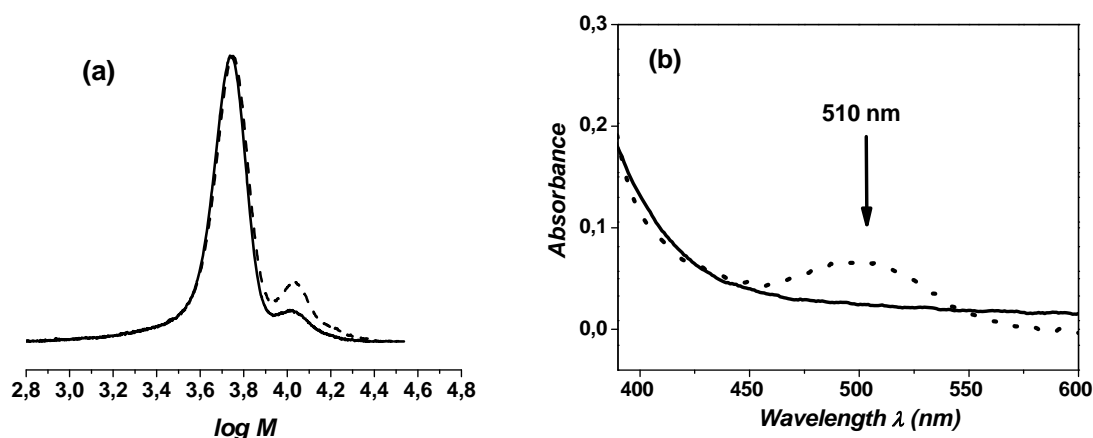 (a)
2,8 3,0 3,2 3,4 3,6 3,8 4,0 4,2 4,4 4,6 4,8
log M
0,3
(b)
510 nm
0,2
Absorbance
0,1
0,0
400 450 500 550 600
Wavelength λ (nm)